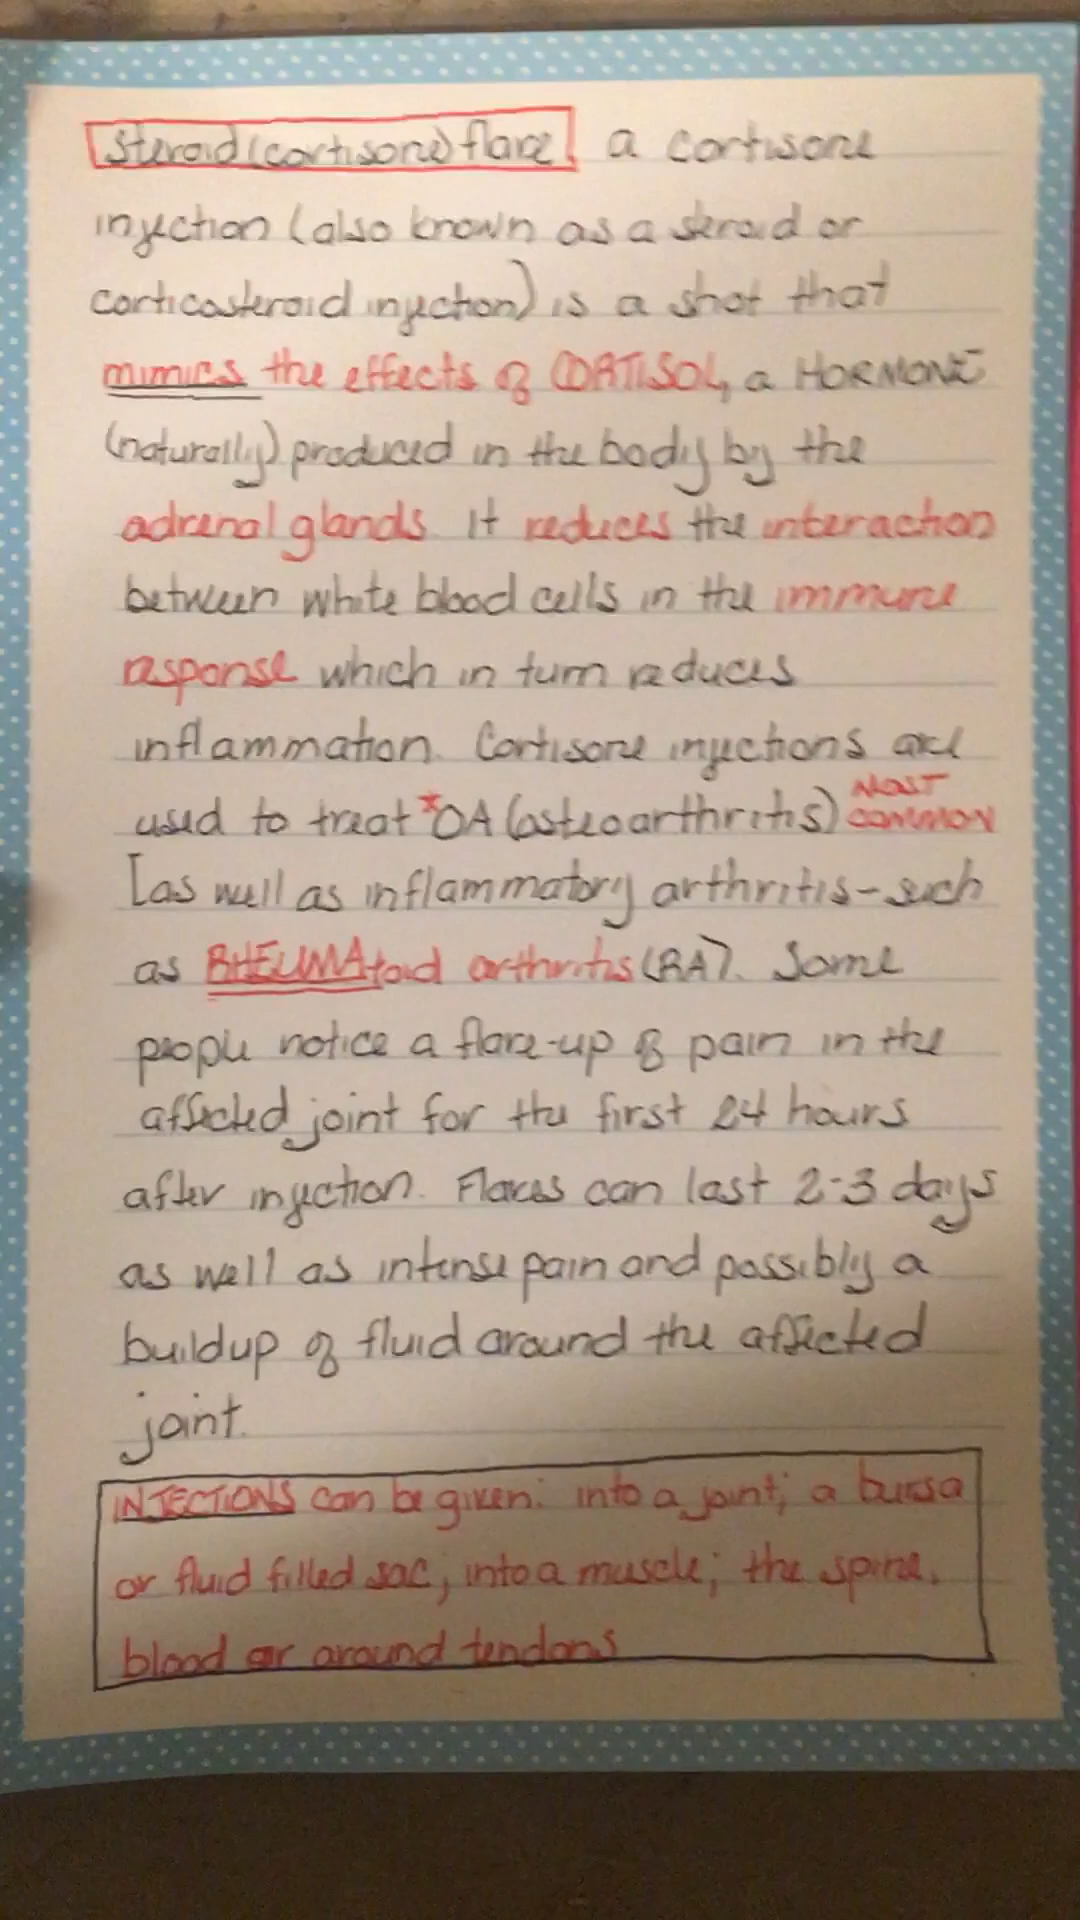 steroid (cortisone) flare a cortisone
injection (also known as a steroid or
corticosteroid injection) is a shot that
mimics the effects of CORTISOL, a HORMONE
(naturally) produced in the body by the
adrenal glands. It reduces the interaction
between white blood cells in the immune
response which in turn reduces
inflammation. Cortisone injections are
used to treat *OA (osteoarthritis) MOST COMMON
[as well as inflammatory arthritis-such
as RHEUMAtoid arthritis (RA)]. Some
people notice a flare-up of pain in the
affected joint for the first 24 hours
after injection. Flares can last 2-3 days
as well as intense pain and possibly a
buildup of fluid around the affected
joint.
INJECTIONS can be given: into a joint; a bursa
or fluid filled sac; into a muscle; the spine,
blood or around tendons